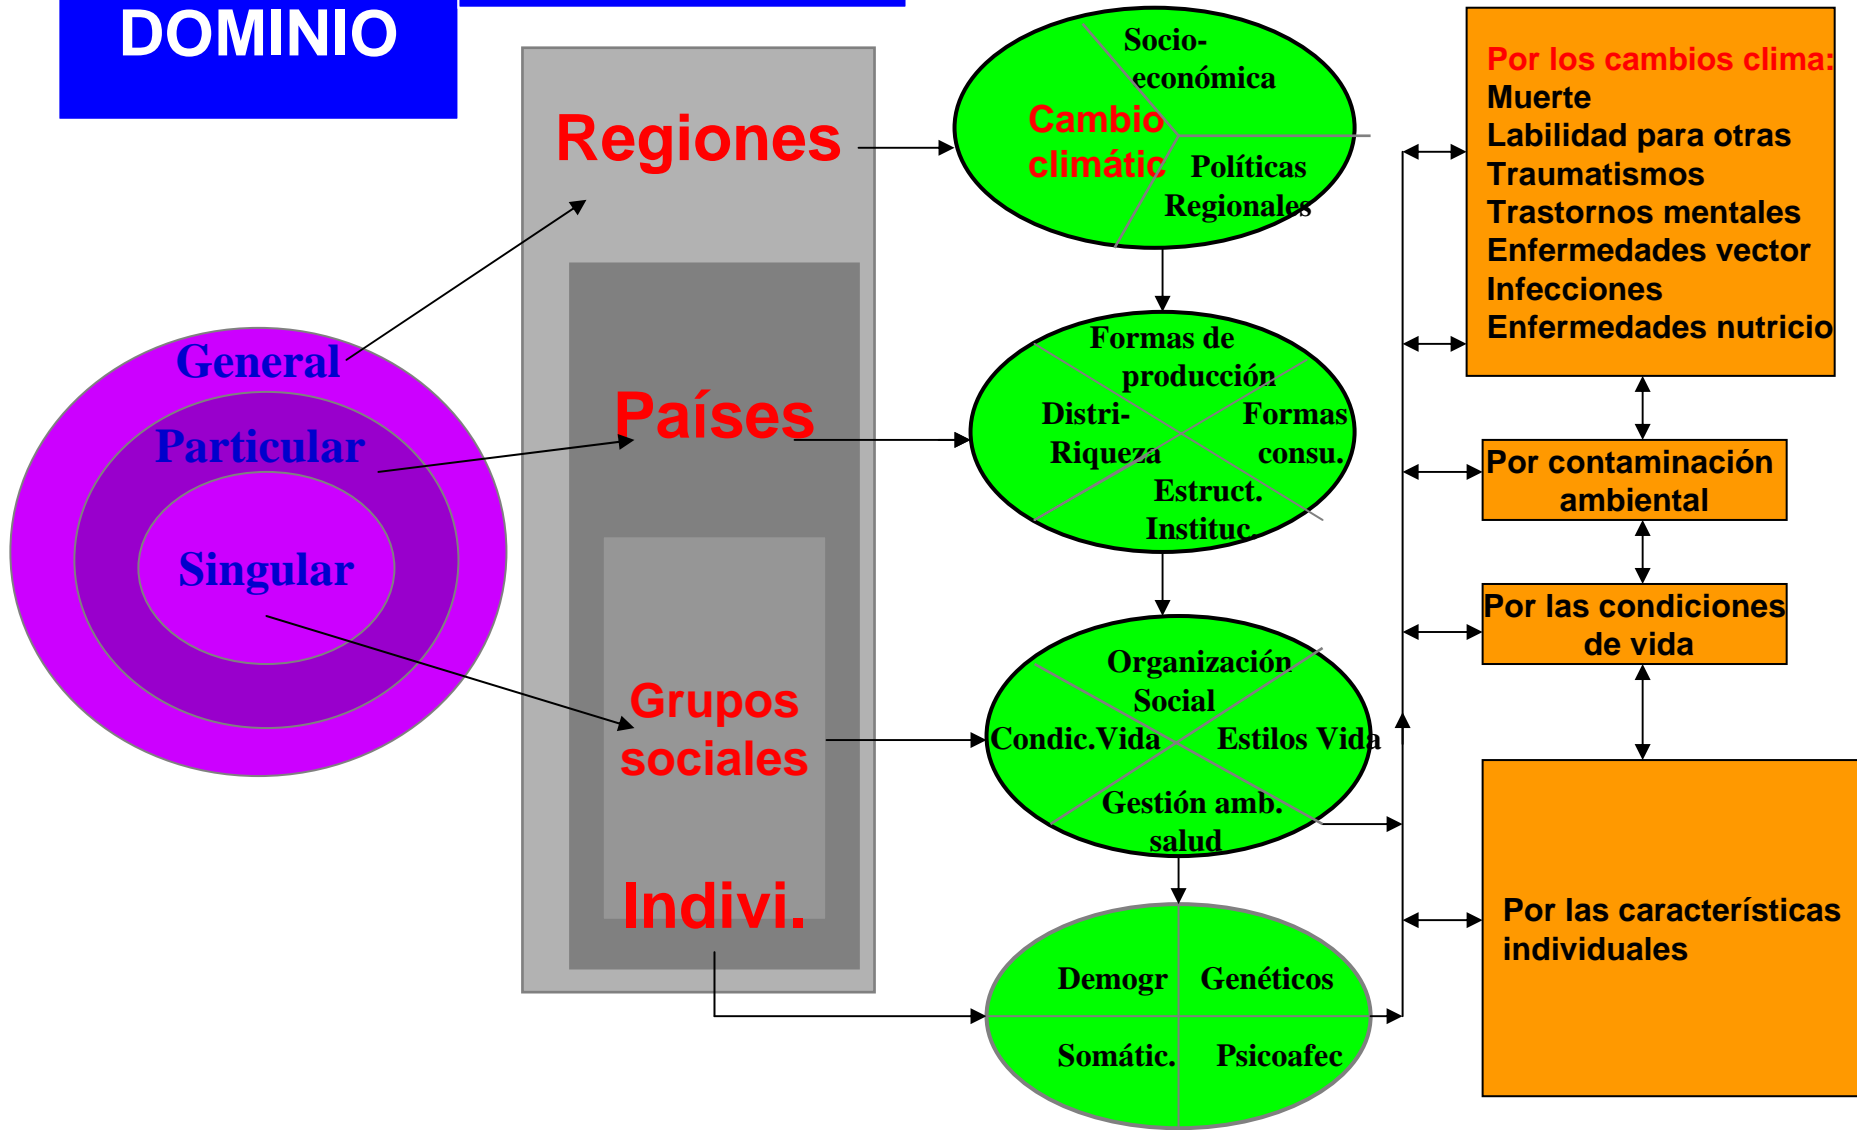 DOMINIO
General
Particular
Singular
Regiones
Países
Grupos
sociales
Indivi.
Socio-
económica
Cambio
climátic
Políticas
Regionales
Formas de
producción
Distri-
Riqueza
Formas
consu.
Estruct.
Instituc.
Organización
Social
Condic.Vida
Estilos Vida
Gestión amb.
salud
Demogr
Genéticos
Somátic.
Psicoafec
Por los cambios clima:
Muerte
Labilidad para otras
Traumatismos
Trastornos mentales
Enfermedades vector
Infecciones
Enfermedades nutricio
Por contaminación
ambiental
Por las condiciones
de vida
Por las características
individuales